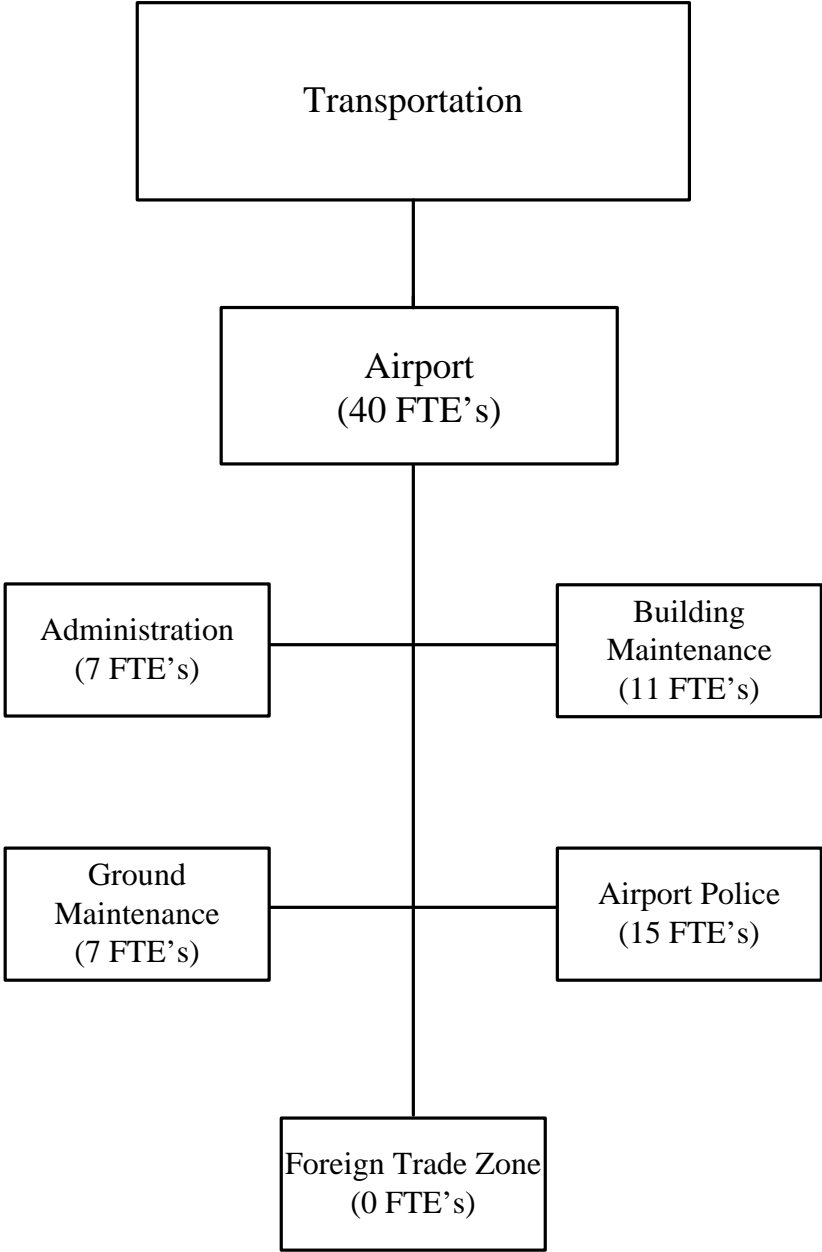 Transportation
Airport
(40 FTE’s)
Administration
(7 FTE’s)
Building
Maintenance
(11 FTE’s)
Ground
Maintenance
(7 FTE’s)
Airport Police
(15 FTE’s)
Foreign Trade Zone
(0 FTE’s)